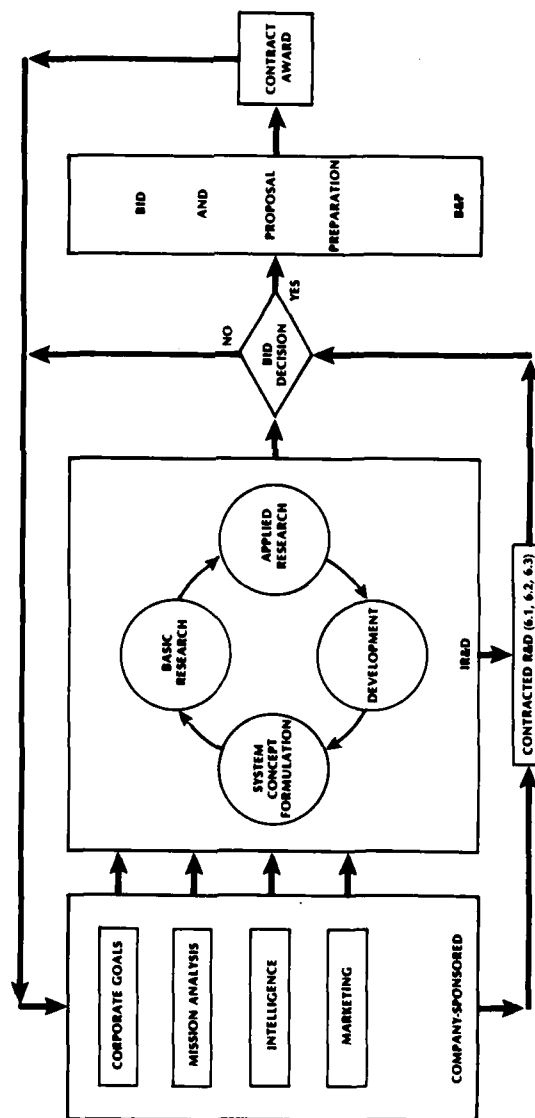 CORPORATE GOALS
MISSION ANALYSIS
INTELLIGENCE
MARKETING
COMPANY-SPONSORED
BASIC
RESEARCH
APPLIED
RESEARCH
SYSTEM
CONCEPT
FORMULATION
DEVELOPMENT
IR&D
CONTRACTED R&D (6.1, 6.2, 6.3)
NO
BID
DECISION
YES
BID
AND
PROPOSAL
PREPARATION
B&P
CONTRACT
AWARD